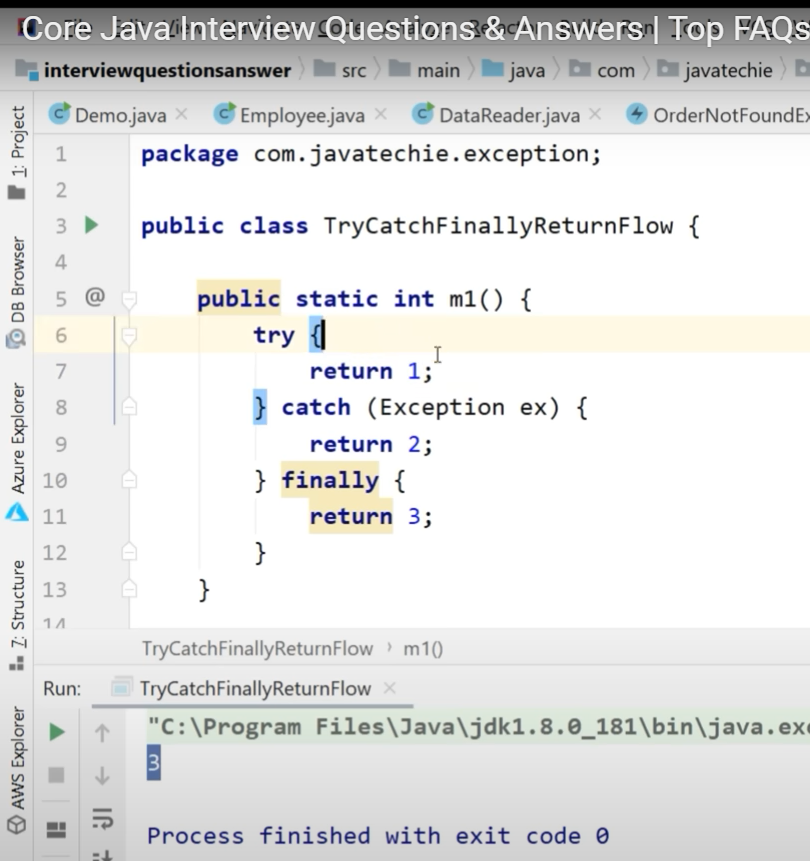 Core Java Interview Questions & Answers | Top FAQs
interviewquestionsanswer src main java com javatechie
Demo.java Employee.java DataReader.java OrderNotFoundEx
1: Project
DB Browser
Azure Explorer
7: Structure
AWS Explorer
1 package com.javatechie.exception;
2
3 public class TryCatchFinallyReturnFlow {
4
5 @ public static int m1() {
6 try {
7 return 1;
8 } catch (Exception ex) {
9 return 2;
10 } finally {
11 return 3;
12 }
13 }
14
TryCatchFinallyReturnFlow › m1()
Run: TryCatchFinallyReturnFlow
"C:\Program Files\Java\jdk1.8.0_181\bin\java.exe
3
Process finished with exit code 0